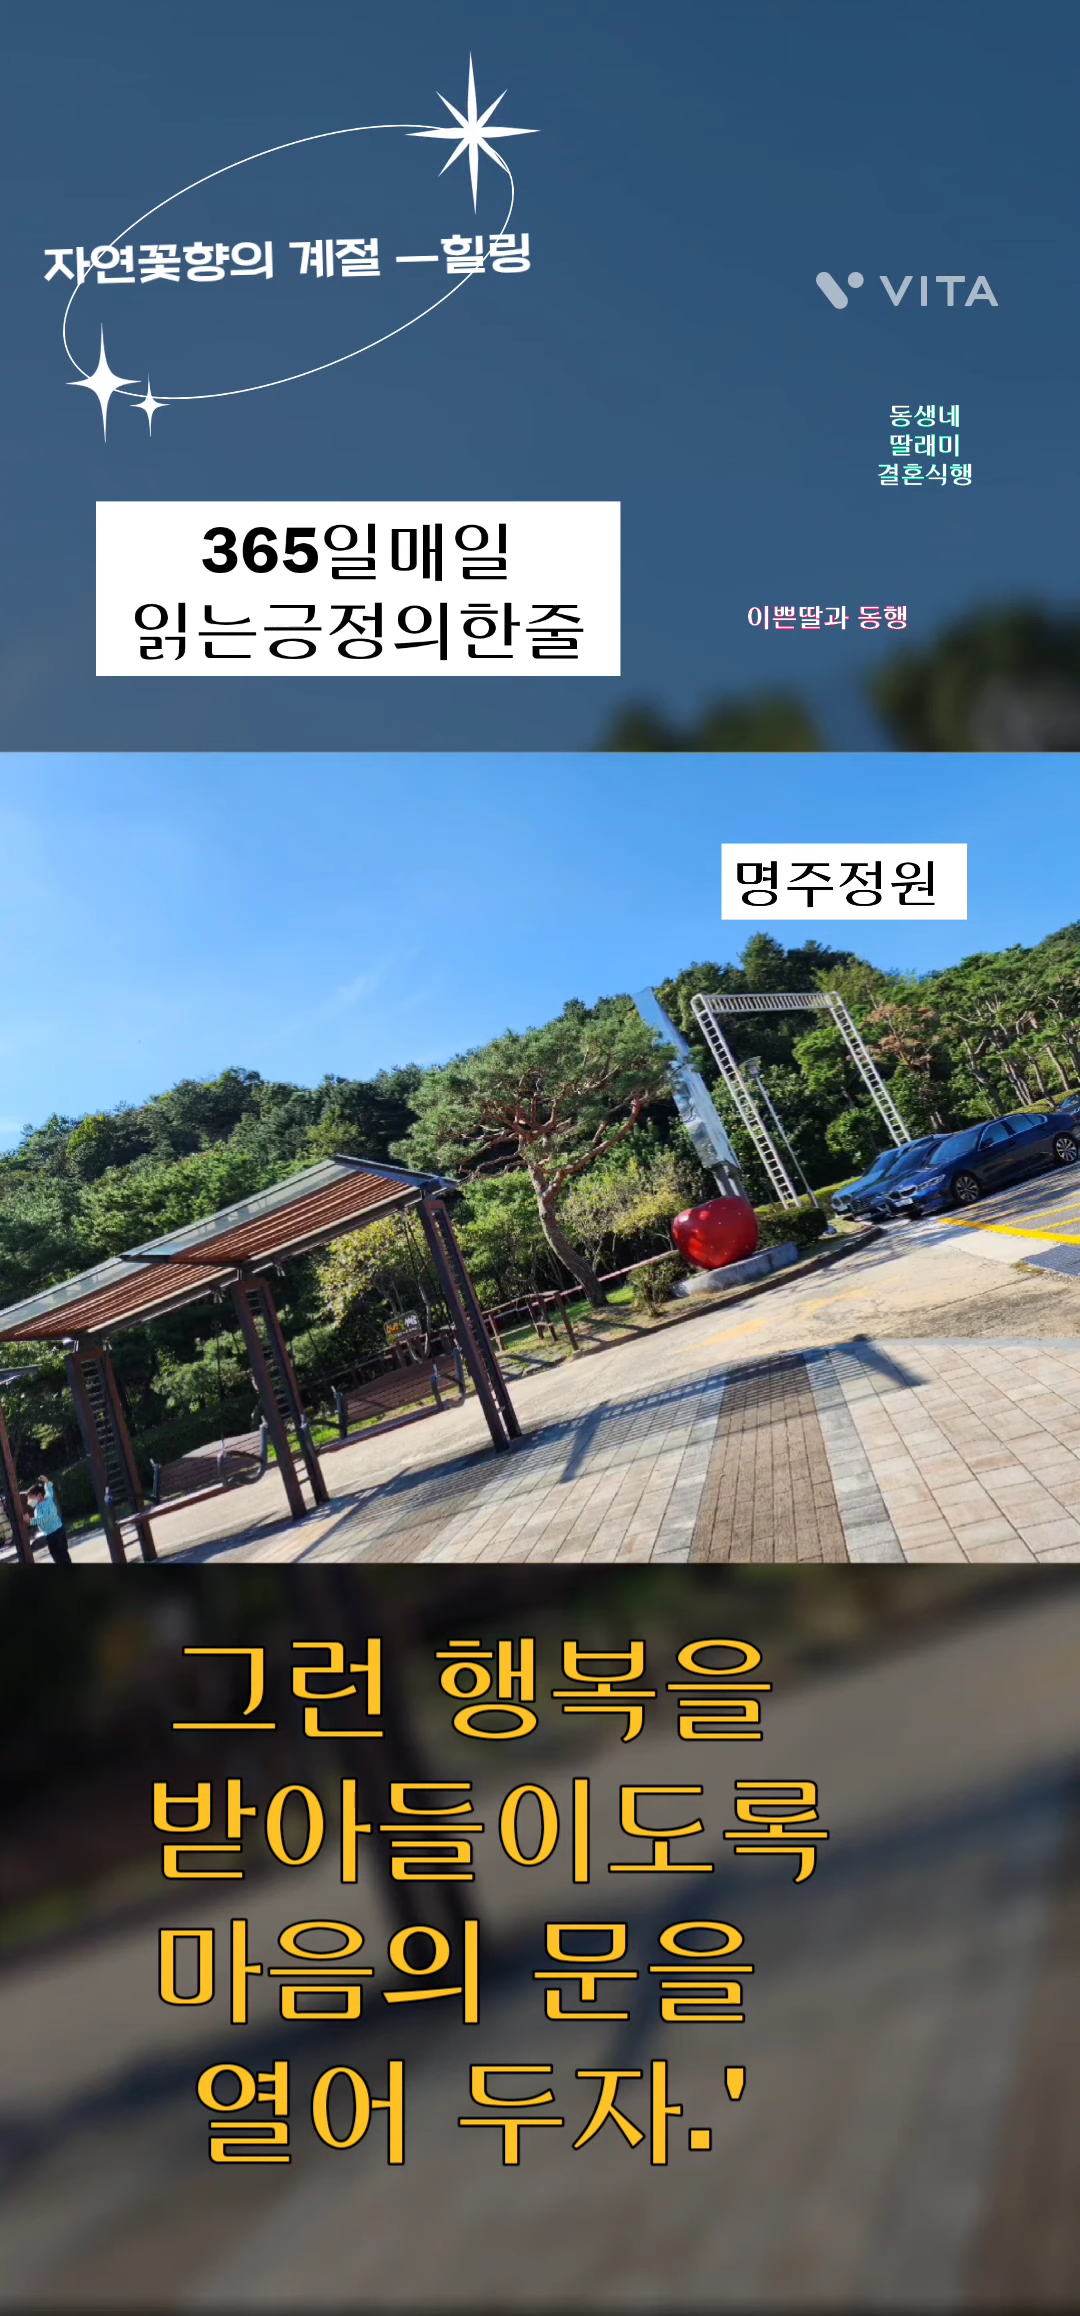 자연꽃향의 계절 —힐링
VITA
동생네
딸래미
결혼식행
365일매일
읽는긍정의한줄
이쁜딸과 동행
명주정원
그런 행복을
받아들이도록
마음의 문을
열어 두자.'